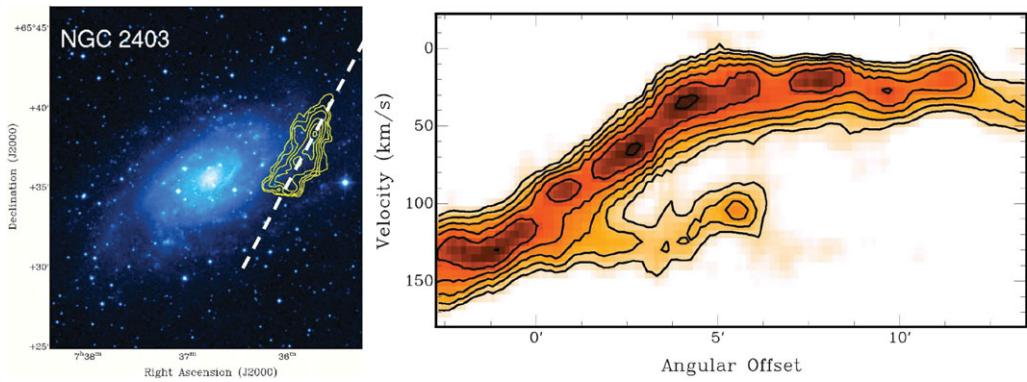 NGC 2403
+65°45'
+40'
+35'
+30'
+25'
Declination (J2000)
7ʰ38ᵐ
37ᵐ
36ᵐ
Right Ascension (J2000)
0
50
100
150
Velocity (km/s)
0'
5'
10'
Angular Offset